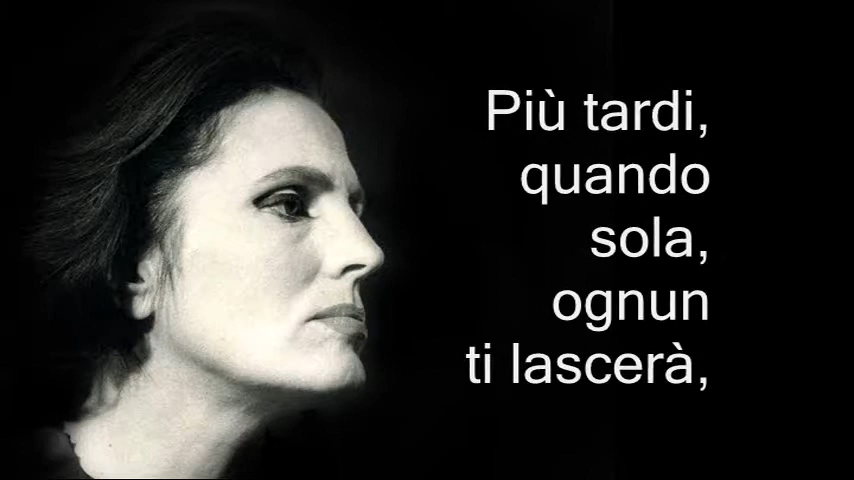 Più tardi,
quando
sola,
ognun
ti lascerà,